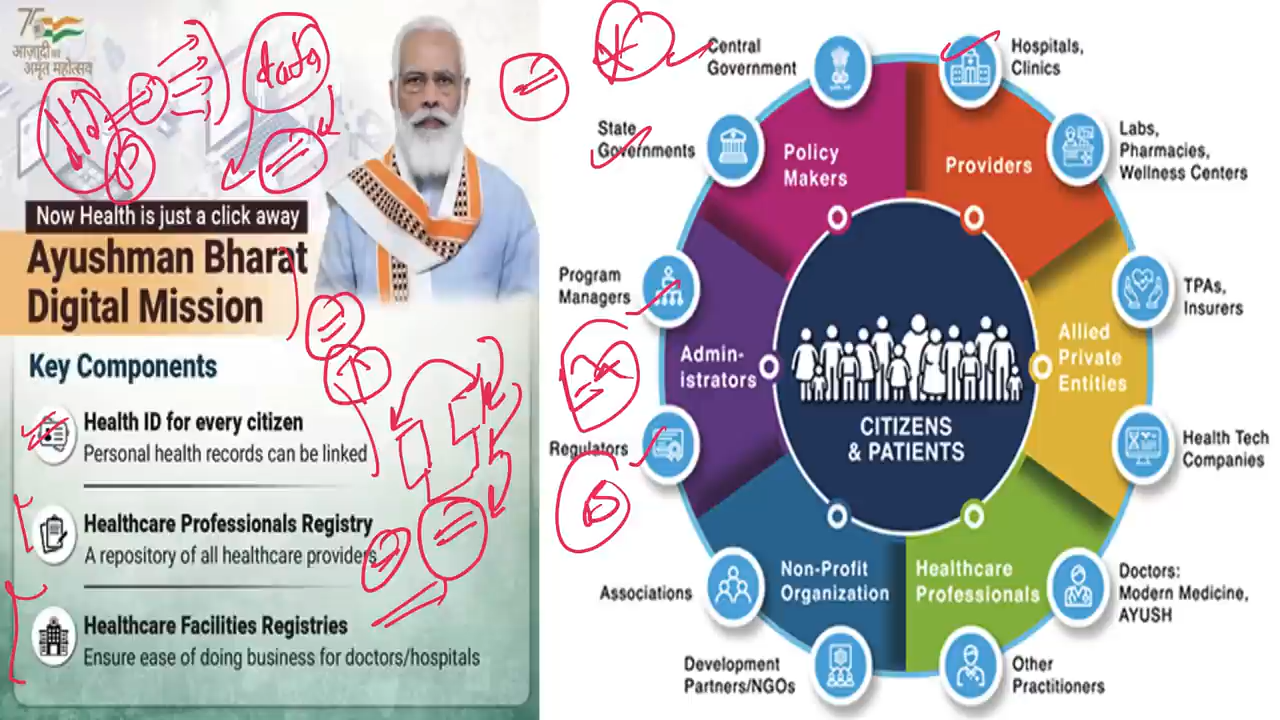 75
आज़ादी का
अमृत महोत्सव
data
Now Health is just a click away
Ayushman Bharat
Digital Mission
Key Components
Health ID for every citizen
Personal health records can be linked
Healthcare Professionals Registry
A repository of all healthcare providers
Healthcare Facilities Registries
Ensure ease of doing business for doctors/hospitals
Central
Government
State
Governments
Program
Managers
Regulators
Associations
Development
Partners/NGOs
Hospitals,
Clinics
Labs,
Pharmacies,
Wellness Centers
TPAs,
Insurers
Health Tech
Companies
Doctors:
Modern Medicine,
AYUSH
Other
Practitioners
Policy
Makers
Providers
Admin-
istrators
Allied
Private
Entities
Non-Profit
Organization
Healthcare
Professionals
CITIZENS
& PATIENTS